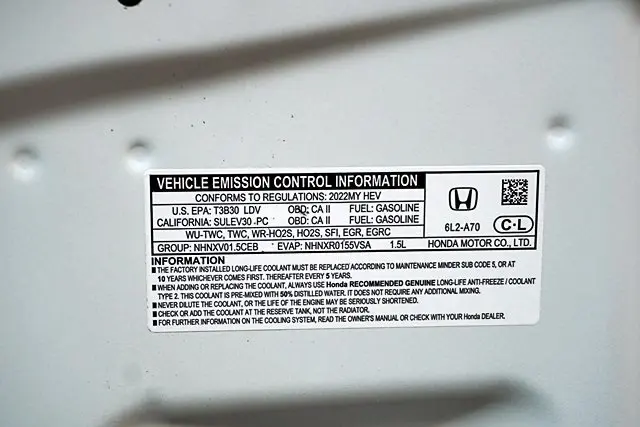 VEHICLE EMISSION CONTROL INFORMATION
CONFORMS TO REGULATIONS: 2022MY HEV
U.S. EPA: T3B30 LDV OBD: CA II FUEL: GASOLINE
CALIFORNIA: SULEV30 PC OBD: CA II FUEL: GASOLINE
WU-TWC, TWC, WR-HO2S, HO2S, SFI, EGR, EGRC
GROUP: NHNXV01.5CEB EVAP: NHNXR0155VSA 1.5L
6L2-A70 C·L
HONDA MOTOR CO., LTD.
INFORMATION
■ THE FACTORY INSTALLED LONG-LIFE COOLANT MUST BE REPLACED ACCORDING TO MAINTENANCE MINDER SUB CODE 5, OR AT
10 YEARS WHICHEVER COMES FIRST. THEREAFTER EVERY 5 YEARS.
■ WHEN ADDING OR REPLACING THE COOLANT, ALWAYS USE Honda RECOMMENDED GENUINE LONG-LIFE ANTI-FREEZE / COOLANT
TYPE 2. THIS COOLANT IS PRE-MIXED WITH 50% DISTILLED WATER. IT DOES NOT REQUIRE ANY ADDITIONAL MIXING.
■ NEVER DILUTE THE COOLANT, OR THE LIFE OF THE ENGINE MAY BE SERIOUSLY SHORTENED.
■ CHECK OR ADD THE COOLANT AT THE RESERVE TANK, NOT THE RADIATOR.
■ FOR FURTHER INFORMATION ON THE COOLING SYSTEM, READ THE OWNER'S MANUAL OR CHECK WITH YOUR Honda DEALER.